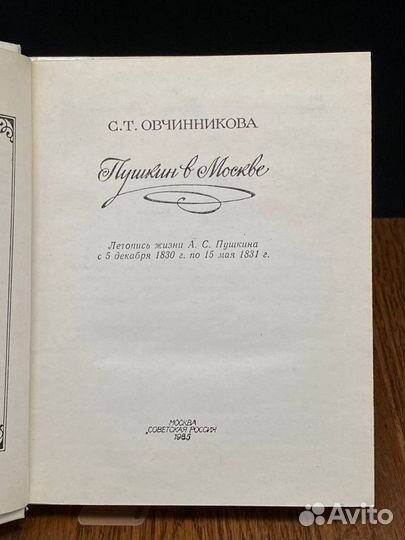 С.Т. ОВЧИННИКОВА
Пушкин в Москве
Летопись жизни А. С. Пушкина
с 5 декабря 1830 г. по 15 мая 1831 г.
МОСКВА
„СОВЕТСКАЯ РОССИЯ“
1985
Avito